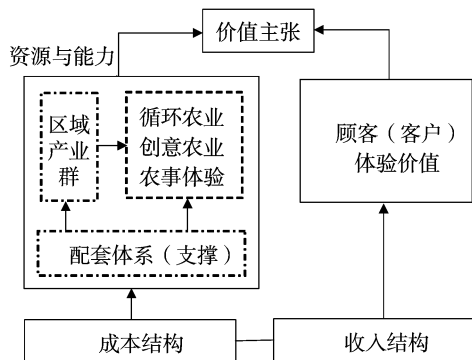 价值主张
资源与能力
区域
产业
群
循环农业
创意农业
农事体验
顾客（客户）
体验价值
配套体系（支撑）
成本结构
收入结构